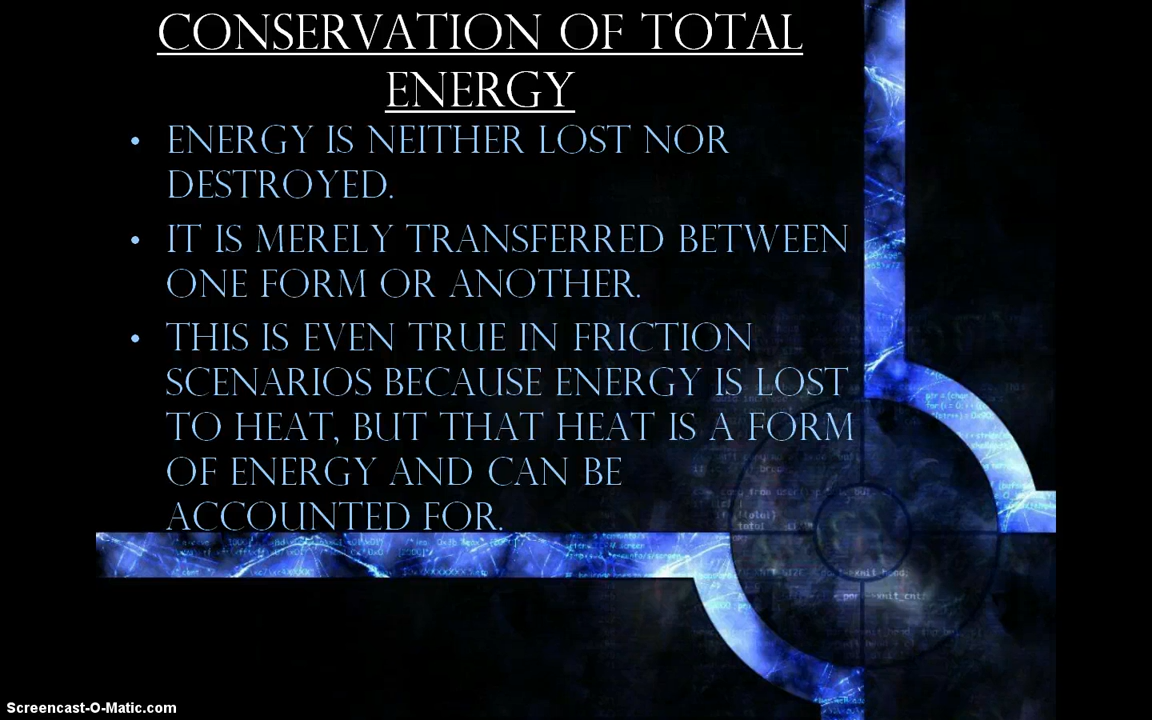 CONSERVATION OF TOTAL
ENERGY
• ENERGY IS NEITHER LOST NOR
DESTROYED.
• IT IS MERELY TRANSFERRED BETWEEN
ONE FORM OR ANOTHER.
• THIS IS EVEN TRUE IN FRICTION
SCENARIOS BECAUSE ENERGY IS LOST
TO HEAT, BUT THAT HEAT IS A FORM
OF ENERGY AND CAN BE
ACCOUNTED FOR.
Screencast-O-Matic.com